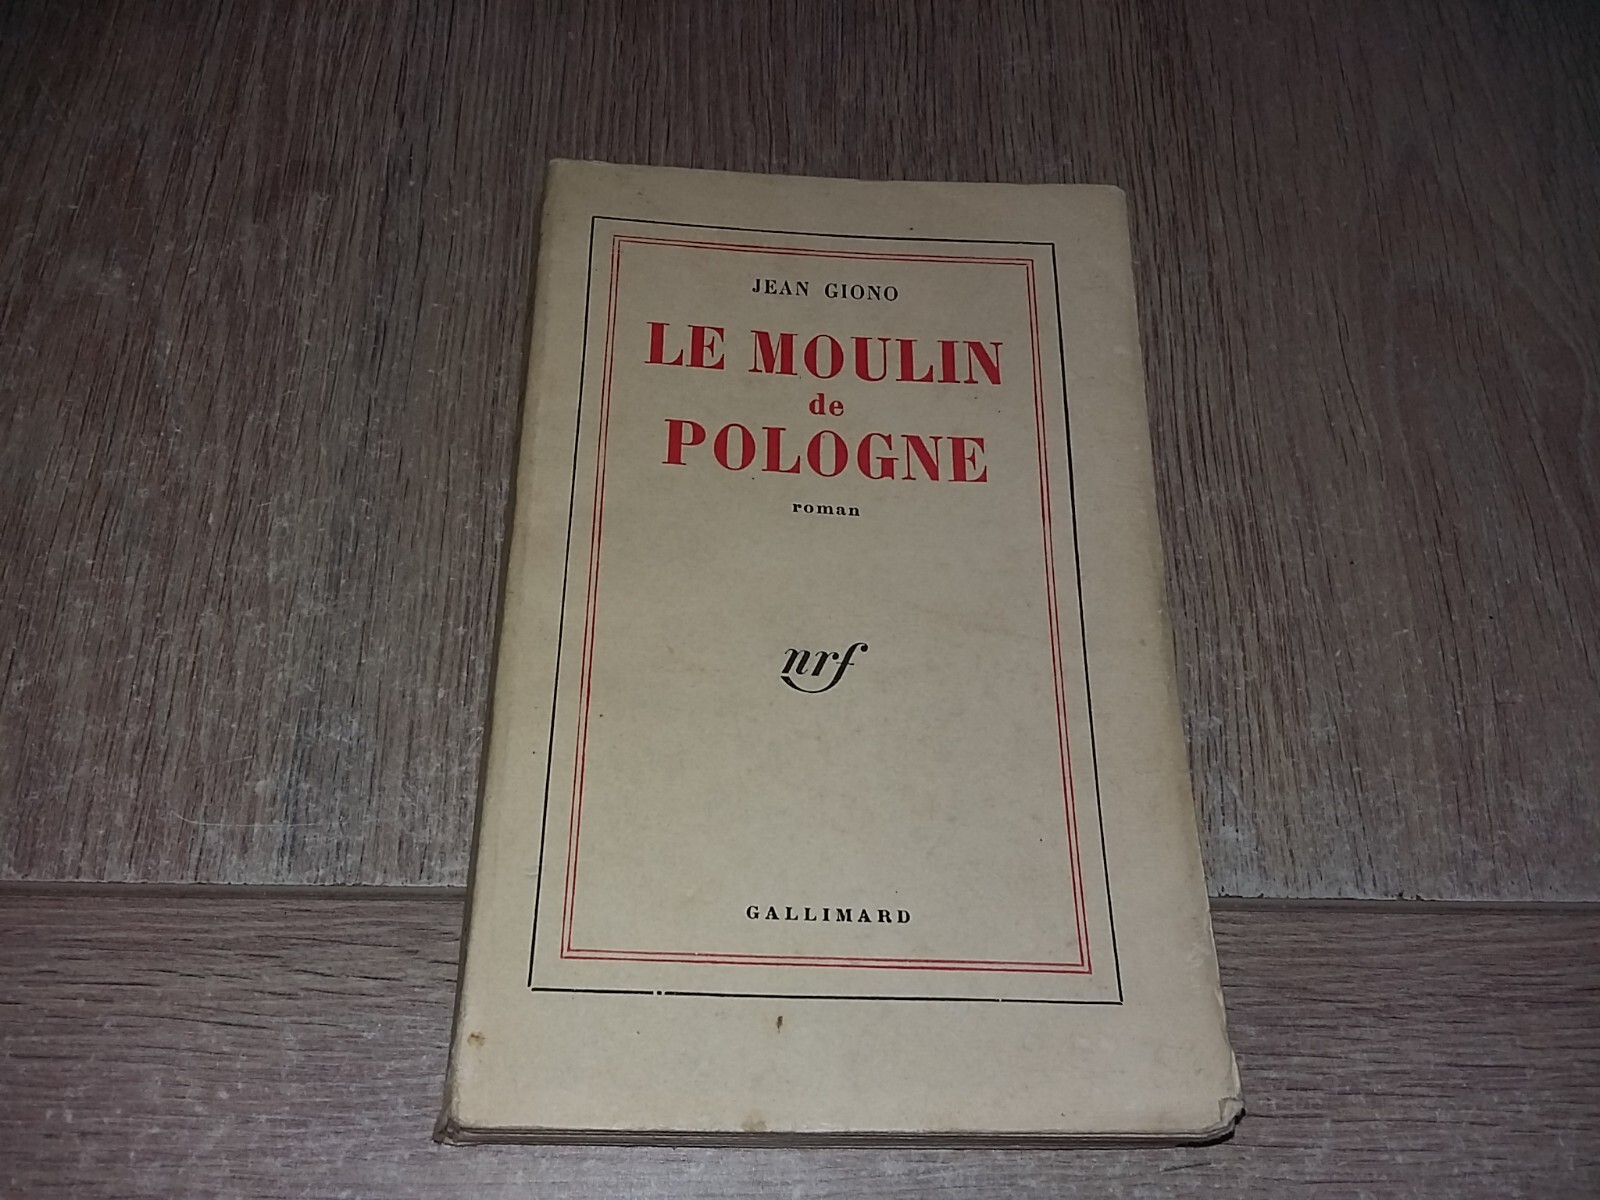 JEAN GIONO
LE MOULIN
de
POLOGNE
roman
nrf
GALLIMARD